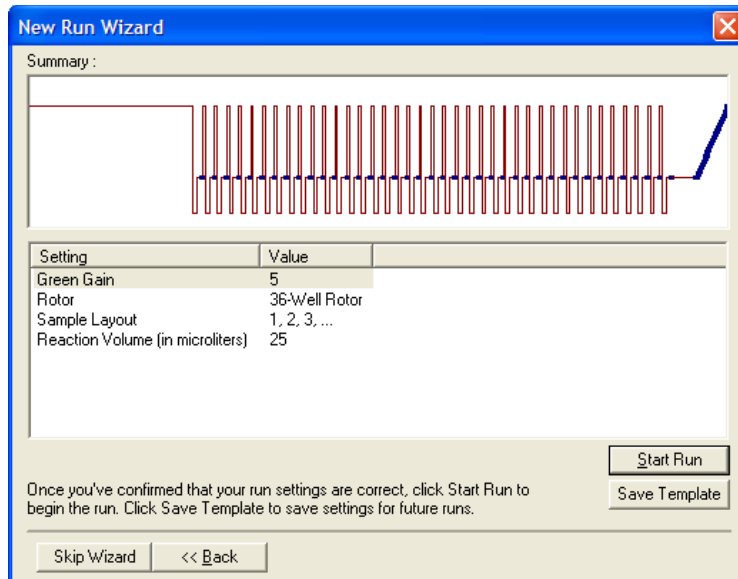 New Run Wizard
Summary :
Setting Value
Green Gain 5
Rotor 36-Well Rotor
Sample Layout 1, 2, 3, ...
Reaction Volume (in microliters) 25
Start Run
Once you've confirmed that your run settings are correct, click Start Run to
begin the run. Click Save Template to save settings for future runs.
Save Template
Skip Wizard << Back